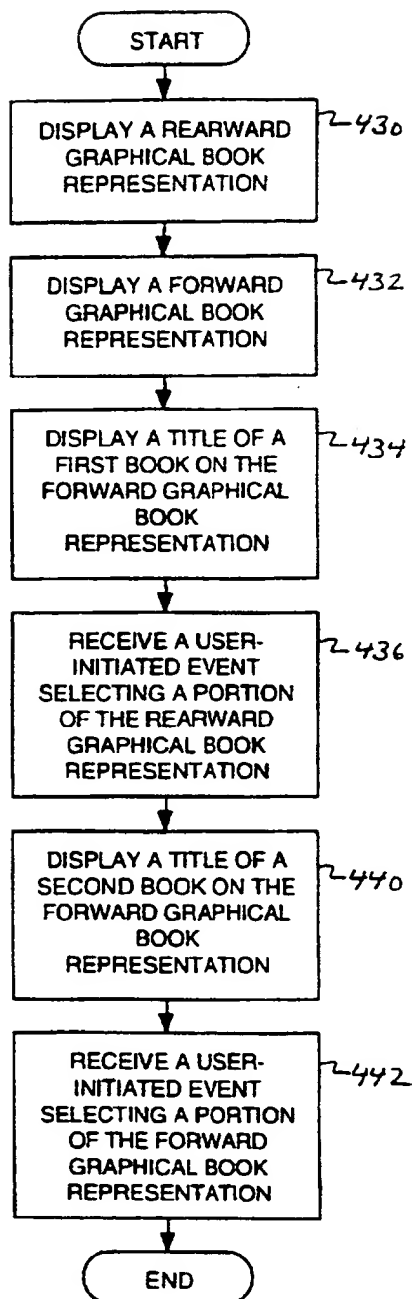 START
DISPLAY A REARWARD
GRAPHICAL BOOK
REPRESENTATION
430
DISPLAY A FORWARD
GRAPHICAL BOOK
REPRESENTATION
432
DISPLAY A TITLE OF A
FIRST BOOK ON THE
FORWARD GRAPHICAL
BOOK
REPRESENTATION
434
RECEIVE A USER-
INITIATED EVENT
SELECTING A PORTION
OF THE REARWARD
GRAPHICAL BOOK
REPRESENTATION
436
DISPLAY A TITLE OF A
SECOND BOOK ON THE
FORWARD GRAPHICAL
BOOK
REPRESENTATION
440
RECEIVE A USER-
INITIATED EVENT
SELECTING A PORTION
OF THE FORWARD
GRAPHICAL BOOK
REPRESENTATION
442
END